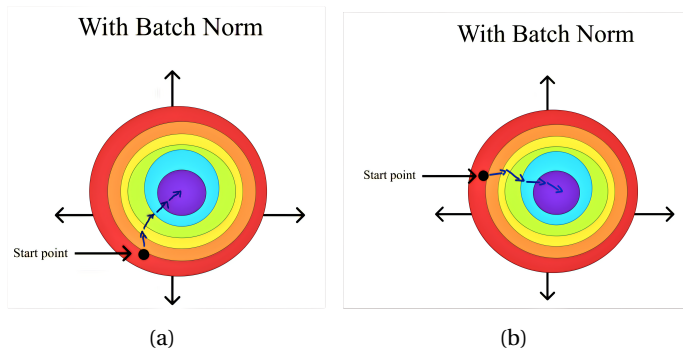 With Batch Norm
Start point
(a)
With Batch Norm
Start point
(b)